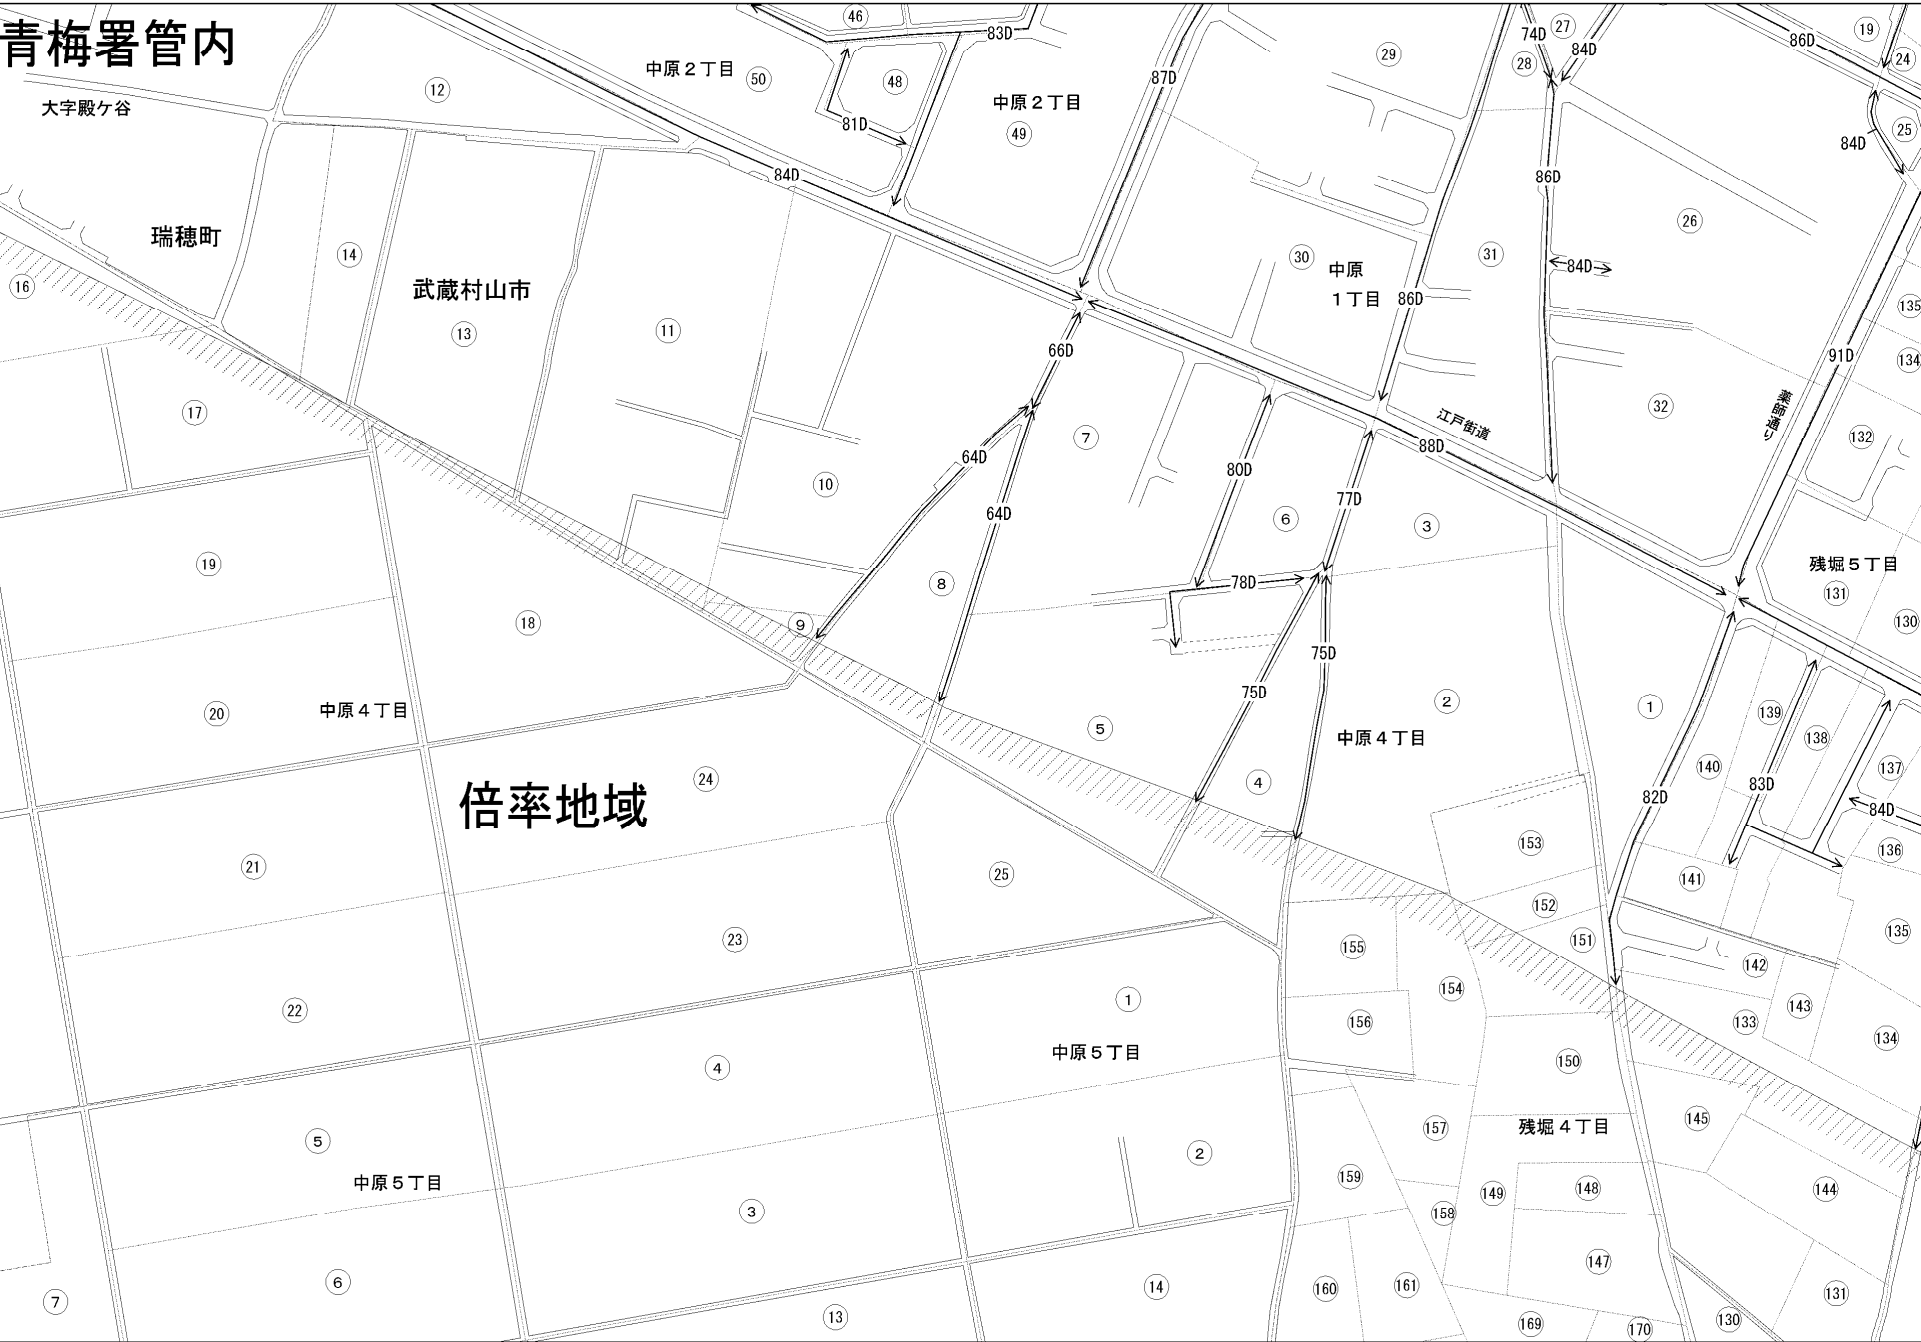 青梅署管内
大字殿ケ谷
瑞穂町
武蔵村山市
12
14
13
16
17
11
10
9
8
7
19
18
20
中原４丁目
倍率地域
24
21
23
25
22
中原２丁目
50
46
48
83D
81D
84D
中原２丁目
49
87D
29
74D
27
28
84D
86D
19
24
25
84D
86D
26
84D
30
中原
１丁目
31
86D
135
134
91D
薬師通り
32
132
江戸街道
88D
66D
64D
64D
80D
77D
6
3
78D
75D
75D
5
4
2
中原４丁目
残堀５丁目
131
130
1
139
138
140
137
83D
84D
82D
136
141
135
153
152
151
142
143
133
134
155
154
156
150
145
残堀４丁目
157
159
158
149
148
144
147
160
161
131
130
169
170
1
中原５丁目
4
2
3
5
中原５丁目
6
7
14
13